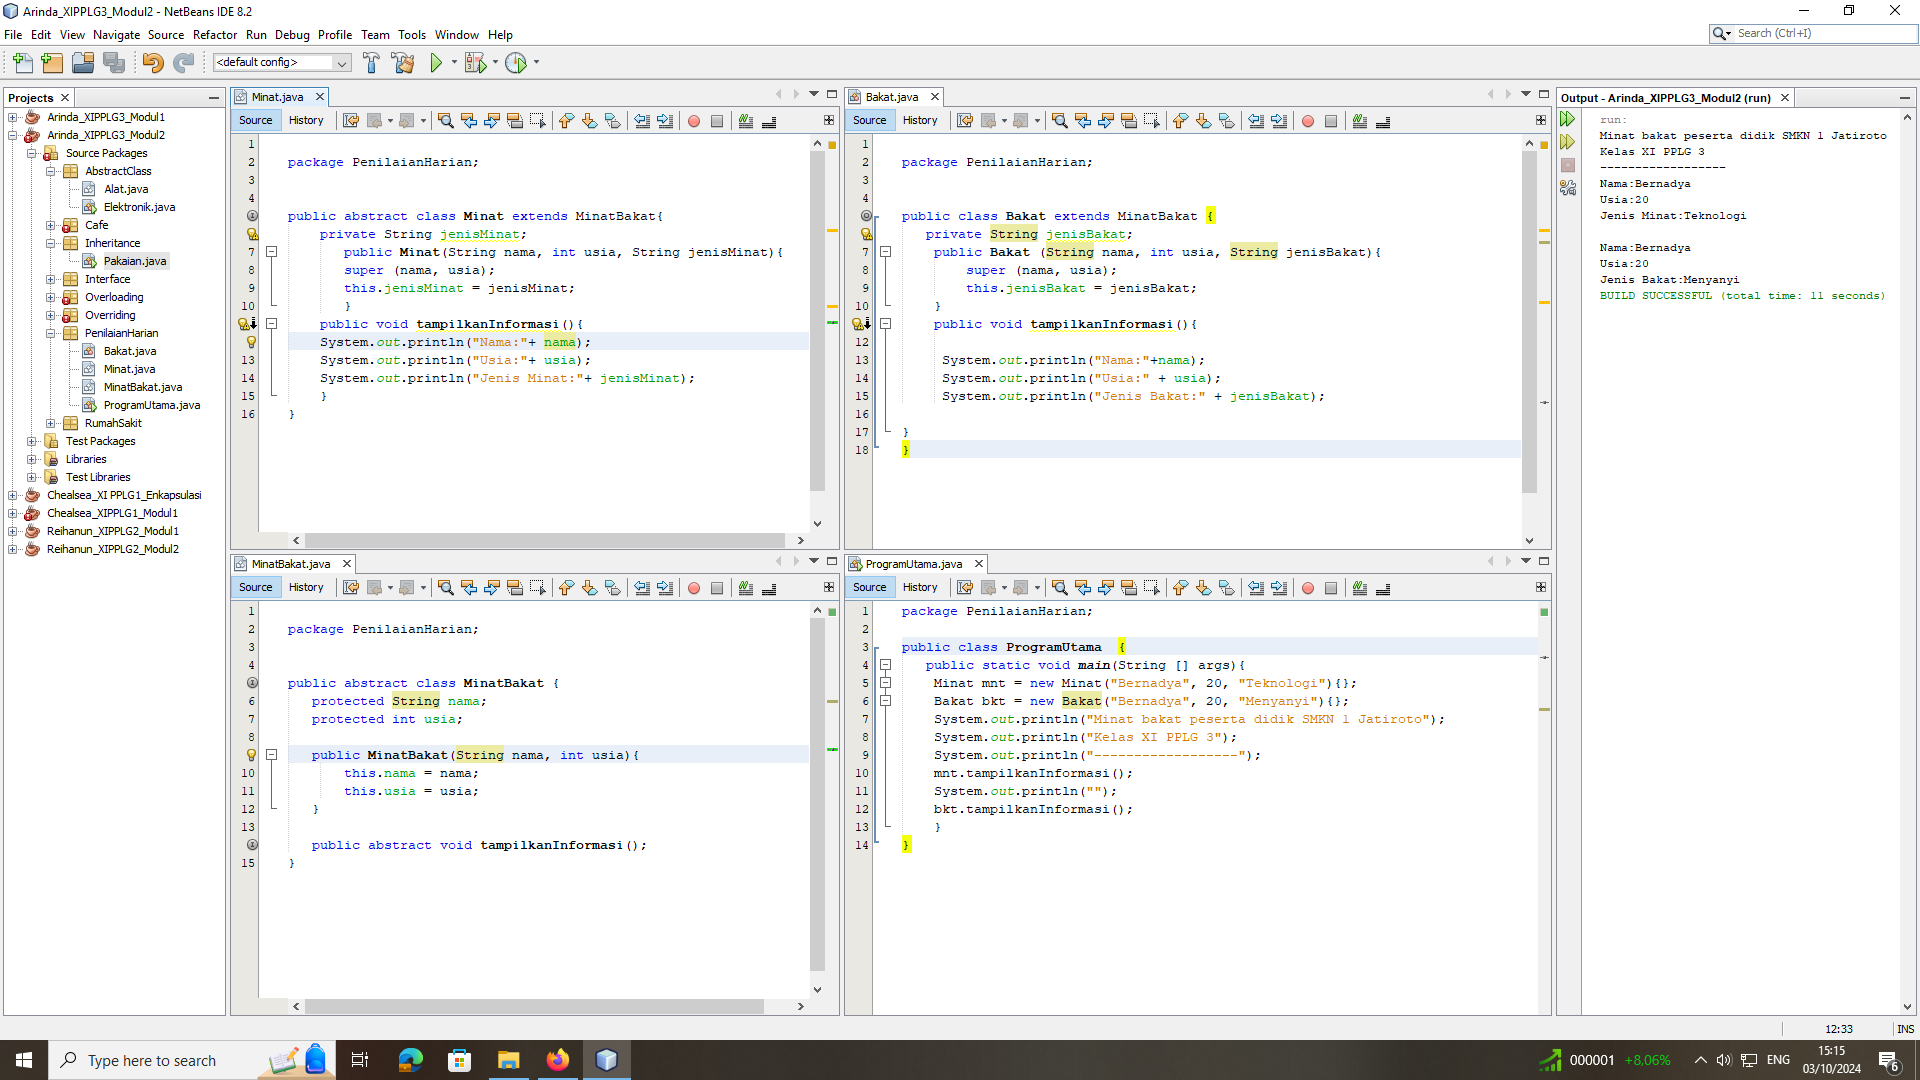 Arinda_XIPPLG3_Modul2 - NetBeans IDE 8.2
File Edit View Navigate Source Refactor Run Debug Profile Team Tools Window Help
Search (Ctrl+I)
<default config>
Projects
Arinda_XIPPLG3_Modul1
Arinda_XIPPLG3_Modul2
Source Packages
AbstractClass
Alat.java
Elektronik.java
Cafe
Inheritance
Pakaian.java
Interface
Overloading
Overriding
PenilaianHarian
Bakat.java
Minat.java
MinatBakat.java
ProgramUtama.java
RumahSakit
Test Packages
Libraries
Test Libraries
Chealsea_XI PPLG1_Enkapsulasi
Chealsea_XIPPLG1_Modul1
Reihanun_XIPPLG2_Modul1
Reihanun_XIPPLG2_Modul2
Minat.java
Source History
1
2 package PenilaianHarian;
3
4
public abstract class Minat extends MinatBakat{
private String jenisMinat;
7 public Minat(String nama, int usia, String jenisMinat){
8 super (nama, usia);
9 this.jenisMinat = jenisMinat;
10 }
public void tampilkanInformasi(){
System.out.println("Nama:"+ nama);
13 System.out.println("Usia:"+ usia);
14 System.out.println("Jenis Minat:"+ jenisMinat);
15 }
16 }
Bakat.java
Source History
1
2 package PenilaianHarian;
3
4
public class Bakat extends MinatBakat {
private String jenisBakat;
7 public Bakat (String nama, int usia, String jenisBakat){
8 super (nama, usia);
9 this.jenisBakat = jenisBakat;
10 }
public void tampilkanInformasi(){
12
13 System.out.println("Nama:"+nama);
14 System.out.println("Usia:" + usia);
15 System.out.println("Jenis Bakat:" + jenisBakat);
16
17 }
18 }
MinatBakat.java
Source History
1
2 package PenilaianHarian;
3
4
public abstract class MinatBakat {
6 protected String nama;
7 protected int usia;
8
public MinatBakat(String nama, int usia){
10 this.nama = nama;
11 this.usia = usia;
12 }
13
public abstract void tampilkanInformasi();
15 }
ProgramUtama.java
Source History
1 package PenilaianHarian;
2
3 public class ProgramUtama {
4 public static void main(String [] args){
5 Minat mnt = new Minat("Bernadya", 20, "Teknologi"){};
6 Bakat bkt = new Bakat("Bernadya", 20, "Menyanyi"){};
7 System.out.println("Minat bakat peserta didik SMKN 1 Jatiroto");
8 System.out.println("Kelas XI PPLG 3");
9 System.out.println("------------------");
10 mnt.tampilkanInformasi();
11 System.out.println("");
12 bkt.tampilkanInformasi();
13 }
14 }
Output - Arinda_XIPPLG3_Modul2 (run)
run:
Minat bakat peserta didik SMKN 1 Jatiroto
Kelas XI PPLG 3
------------------
Nama:Bernadya
Usia:20
Jenis Minat:Teknologi
Nama:Bernadya
Usia:20
Jenis Bakat:Menyanyi
BUILD SUCCESSFUL (total time: 11 seconds)
12:33 INS
Type here to search
000001 +8,06%
ENG
15:15
03/10/2024
6